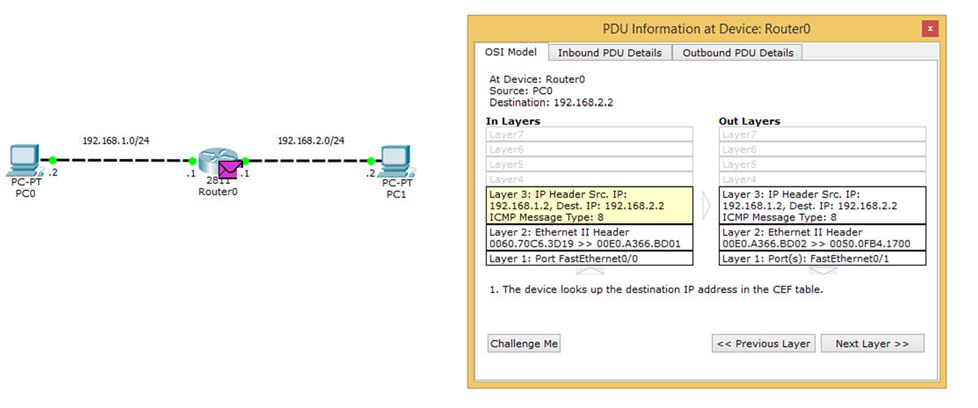 192.168.1.0/24
192.168.2.0/24
.2
.1
.1
.2
PC-PT
PC0
2811
Router0
PC-PT
PC1
PDU Information at Device: Router0
x
OSI Model
Inbound PDU Details
Outbound PDU Details
At Device: Router0
Source: PC0
Destination: 192.168.2.2
In Layers
Layer7
Layer6
Layer5
Layer4
Layer 3: IP Header Src. IP:
192.168.1.2, Dest. IP: 192.168.2.2
ICMP Message Type: 8
Layer 2: Ethernet II Header
0060.70C6.3D19 >> 00E0.A366.BD01
Layer 1: Port FastEthernet0/0
Out Layers
Layer7
Layer6
Layer5
Layer4
Layer 3: IP Header Src. IP:
192.168.1.2, Dest. IP: 192.168.2.2
ICMP Message Type: 8
Layer 2: Ethernet II Header
00E0.A366.BD02 >> 0050.0FB4.1700
Layer 1: Port(s): FastEthernet0/1
1. The device looks up the destination IP address in the CEF table.
Challenge Me
<< Previous Layer
Next Layer >>